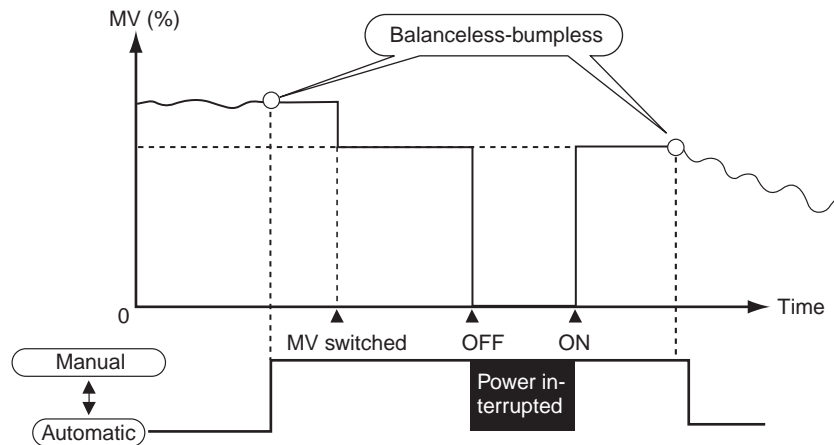 MV (%)
Balanceless-bumpless
0
Time
MV switched
OFF
ON
Manual
Power in-
terrupted
Automatic